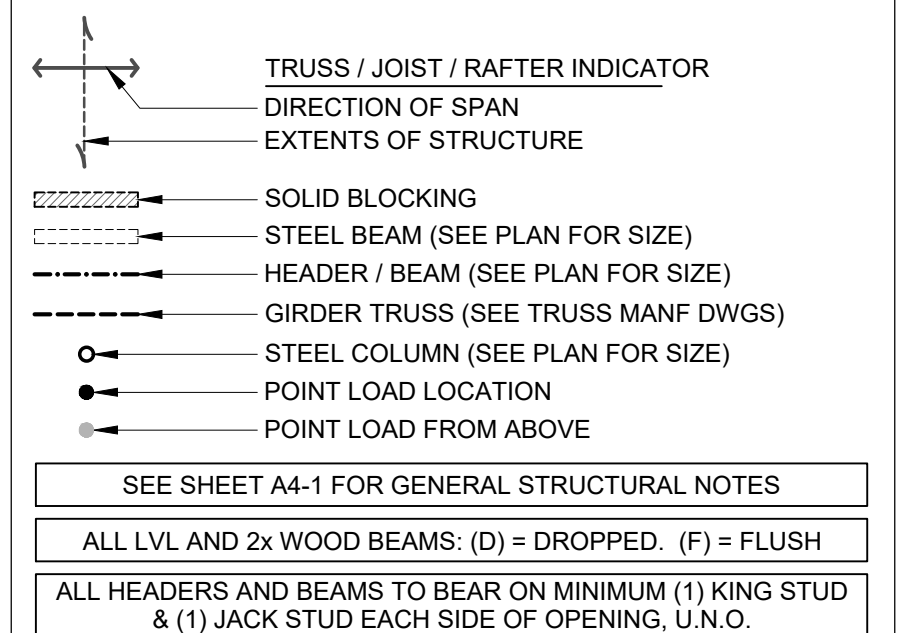 TRUSS / JOIST / RAFTER INDICATOR
DIRECTION OF SPAN
EXTENTS OF STRUCTURE
SOLID BLOCKING
STEEL BEAM (SEE PLAN FOR SIZE)
HEADER / BEAM (SEE PLAN FOR SIZE)
GIRDER TRUSS (SEE TRUSS MANF DWGS)
STEEL COLUMN (SEE PLAN FOR SIZE)
POINT LOAD LOCATION
POINT LOAD FROM ABOVE
SEE SHEET A4-1 FOR GENERAL STRUCTURAL NOTES
ALL LVL AND 2x WOOD BEAMS: (D) = DROPPED. (F) = FLUSH
ALL HEADERS AND BEAMS TO BEAR ON MINIMUM (1) KING STUD
& (1) JACK STUD EACH SIDE OF OPENING, U.N.O.